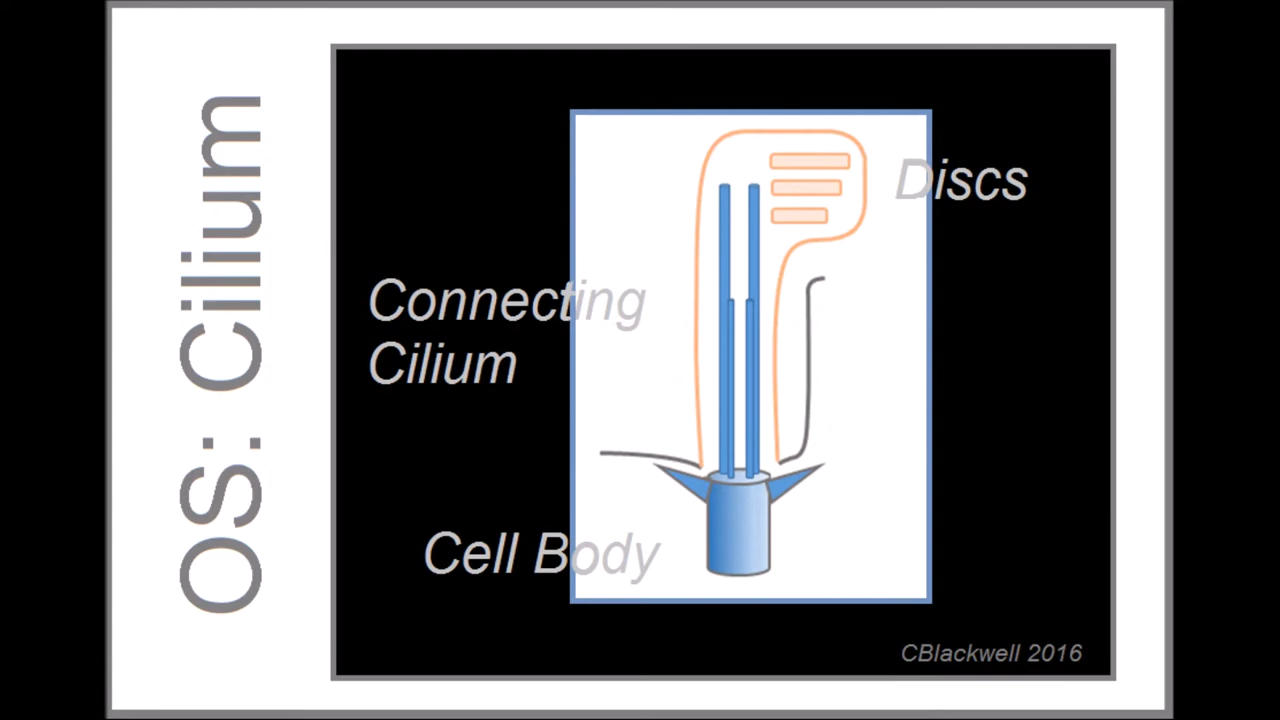 OS: Cilium
Discs
Connecting
Cilium
Cell Body
CBlackwell 2016